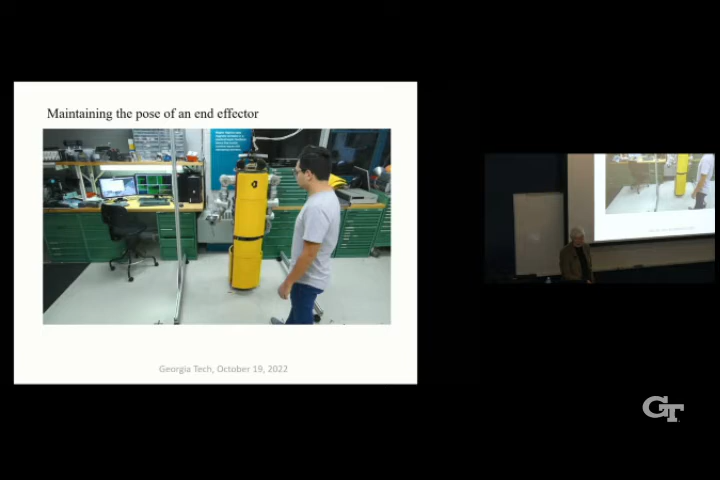 Maintaining the pose of an end effector
Georgia Tech, October 19, 2022
GT